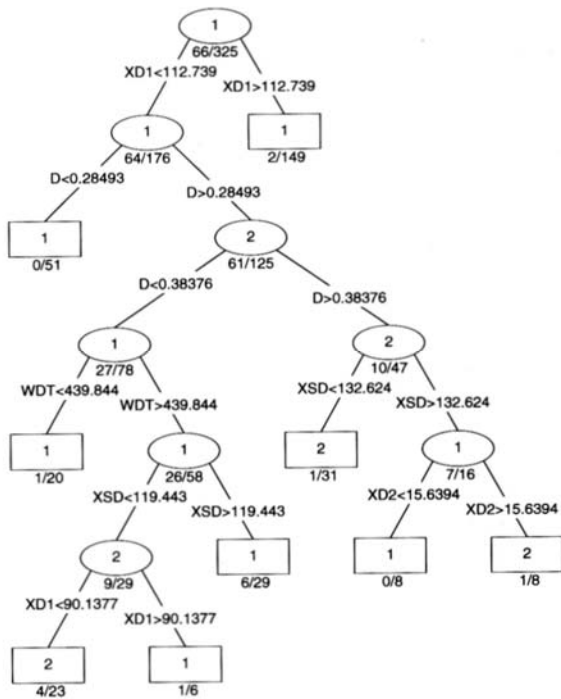 1
66/325
XD1<112.739
XD1>112.739
1
64/176
1
2/149
D<0.28493
D>0.28493
1
0/51
2
61/125
D<0.38376
D>0.38376
1
27/78
2
10/47
WDT<439.844
WDT>439.844
XSD<132.624
XSD>132.624
1
1/20
1
26/58
2
1/31
1
7/16
XSD<119.443
XSD>119.443
XD2<15.6394
XD2>15.6394
2
9/29
1
6/29
1
0/8
2
1/8
XD1<90.1377
XD1>90.1377
2
4/23
1
1/6